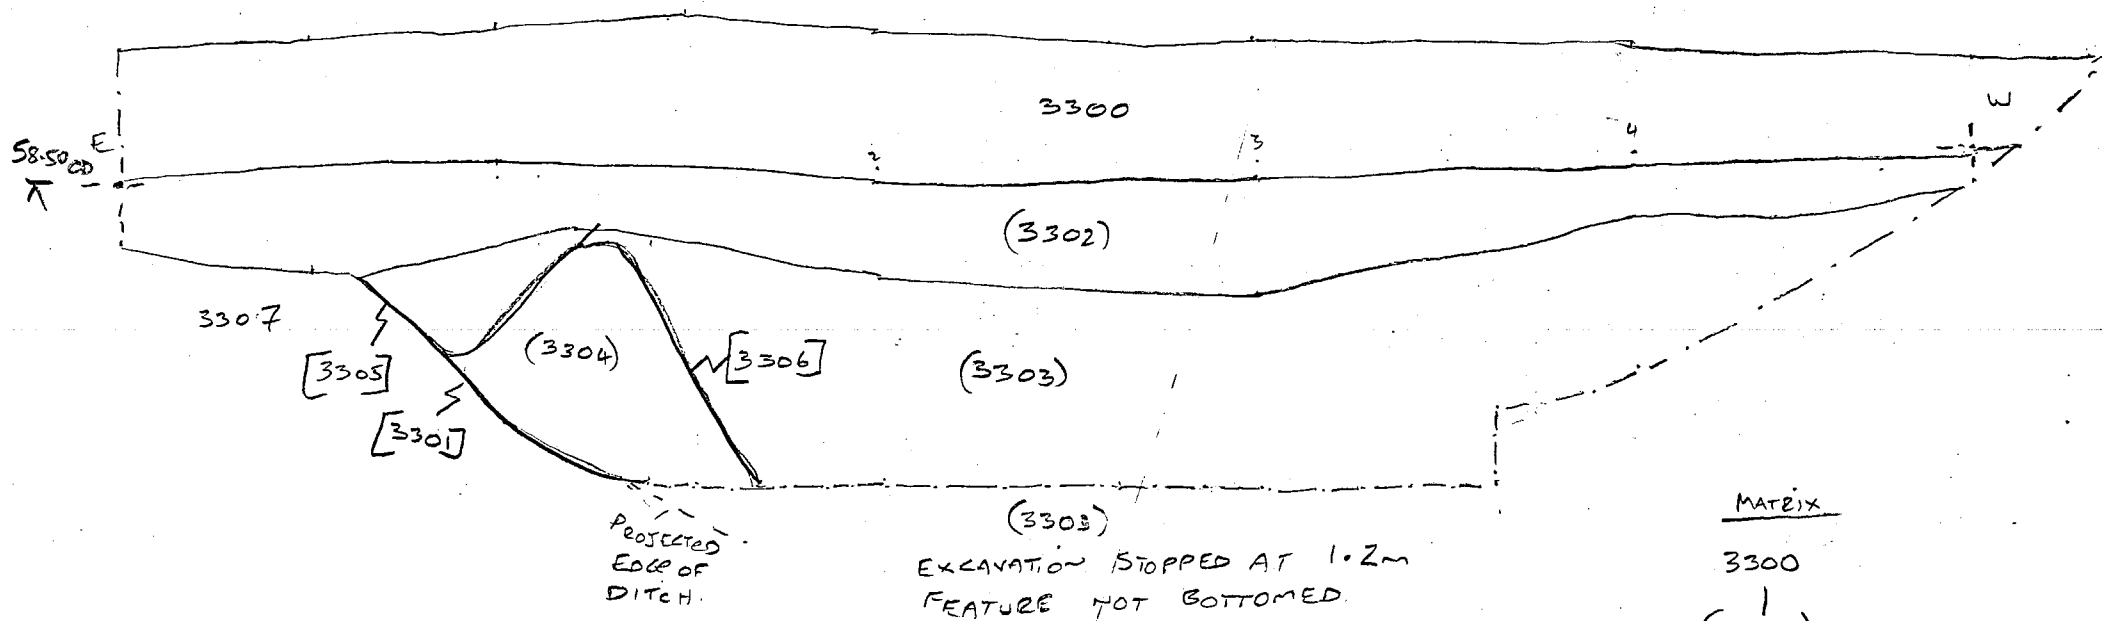 3300
W
58.50 OD E
2
3
4
(3302)
3307
(3304)
[3306]
(3303)
[3305]
[3301]
(3303)
PROJECTED
EDGE OF
DITCH.
EXCAVATION STOPPED AT 1.2m
FEATURE NOT BOTTOMED.
MATRIX
3300